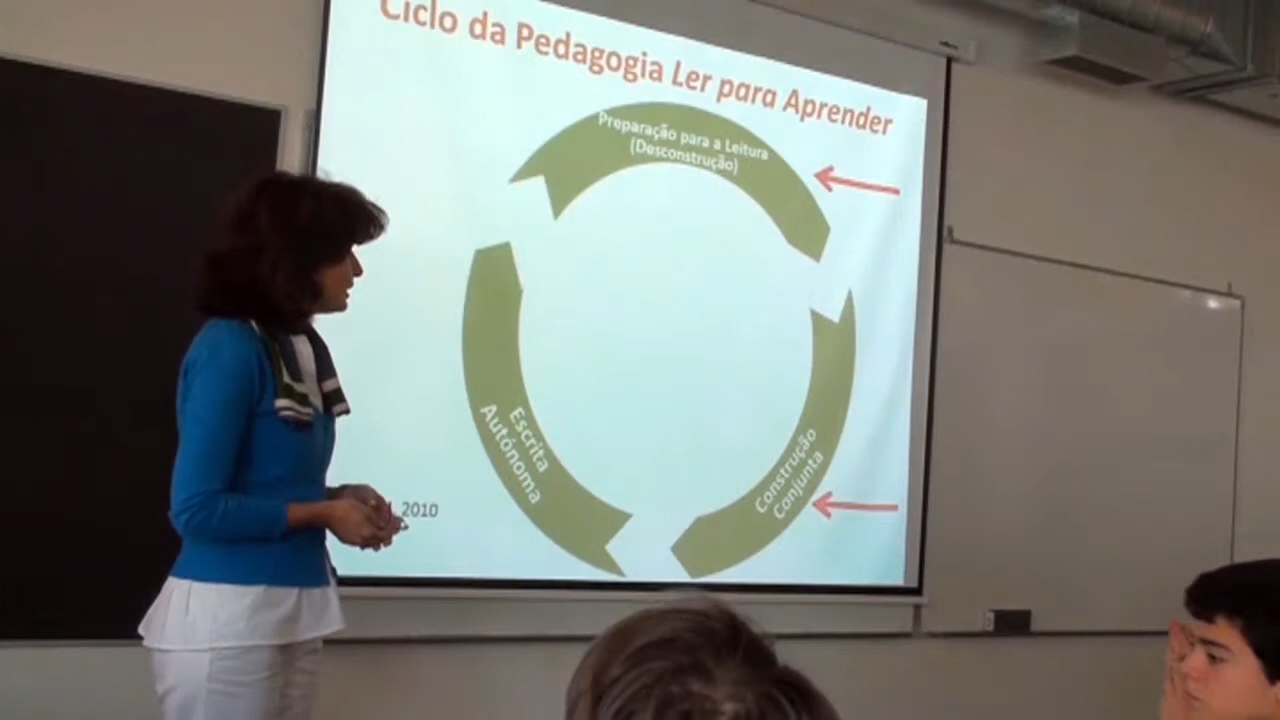 Ciclo da Pedagogia Ler para Aprender
Preparação para a Leitura
(Desconstrução)
Escrita
Autónoma
Construção
Conjunta
2010